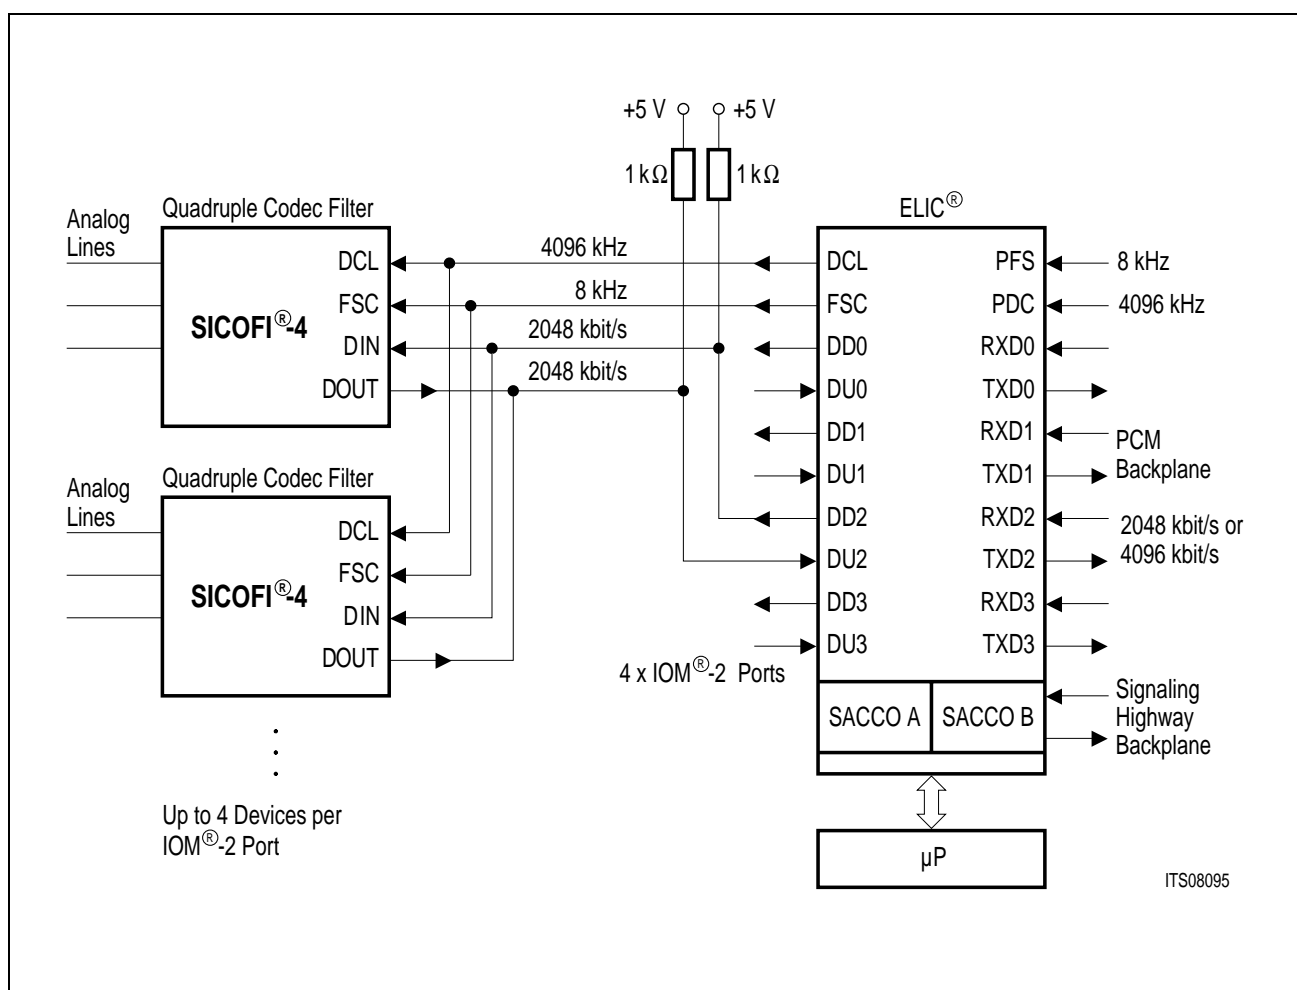 +5 V
+5 V
1 kΩ
1 kΩ
Quadruple Codec Filter
ELIC®
Analog
Lines
DCL
4096 kHz
DCL
PFS
8 kHz
FSC
8 kHz
FSC
PDC
4096 kHz
SICOFI®-4
DIN
2048 kbit/s
DD0
RXD0
DOUT
2048 kbit/s
DU0
TXD0
DD1
RXD1
PCM
Backplane
Quadruple Codec Filter
DU1
TXD1
Analog
Lines
DCL
DD2
RXD2
2048 kbit/s or
4096 kbit/s
FSC
DU2
TXD2
SICOFI®-4
DIN
DD3
RXD3
DOUT
DU3
TXD3
4 x IOM®-2 Ports
SACCO A
SACCO B
Signaling
Highway
Backplane
Up to 4 Devices per
IOM®-2 Port
µP
ITS08095